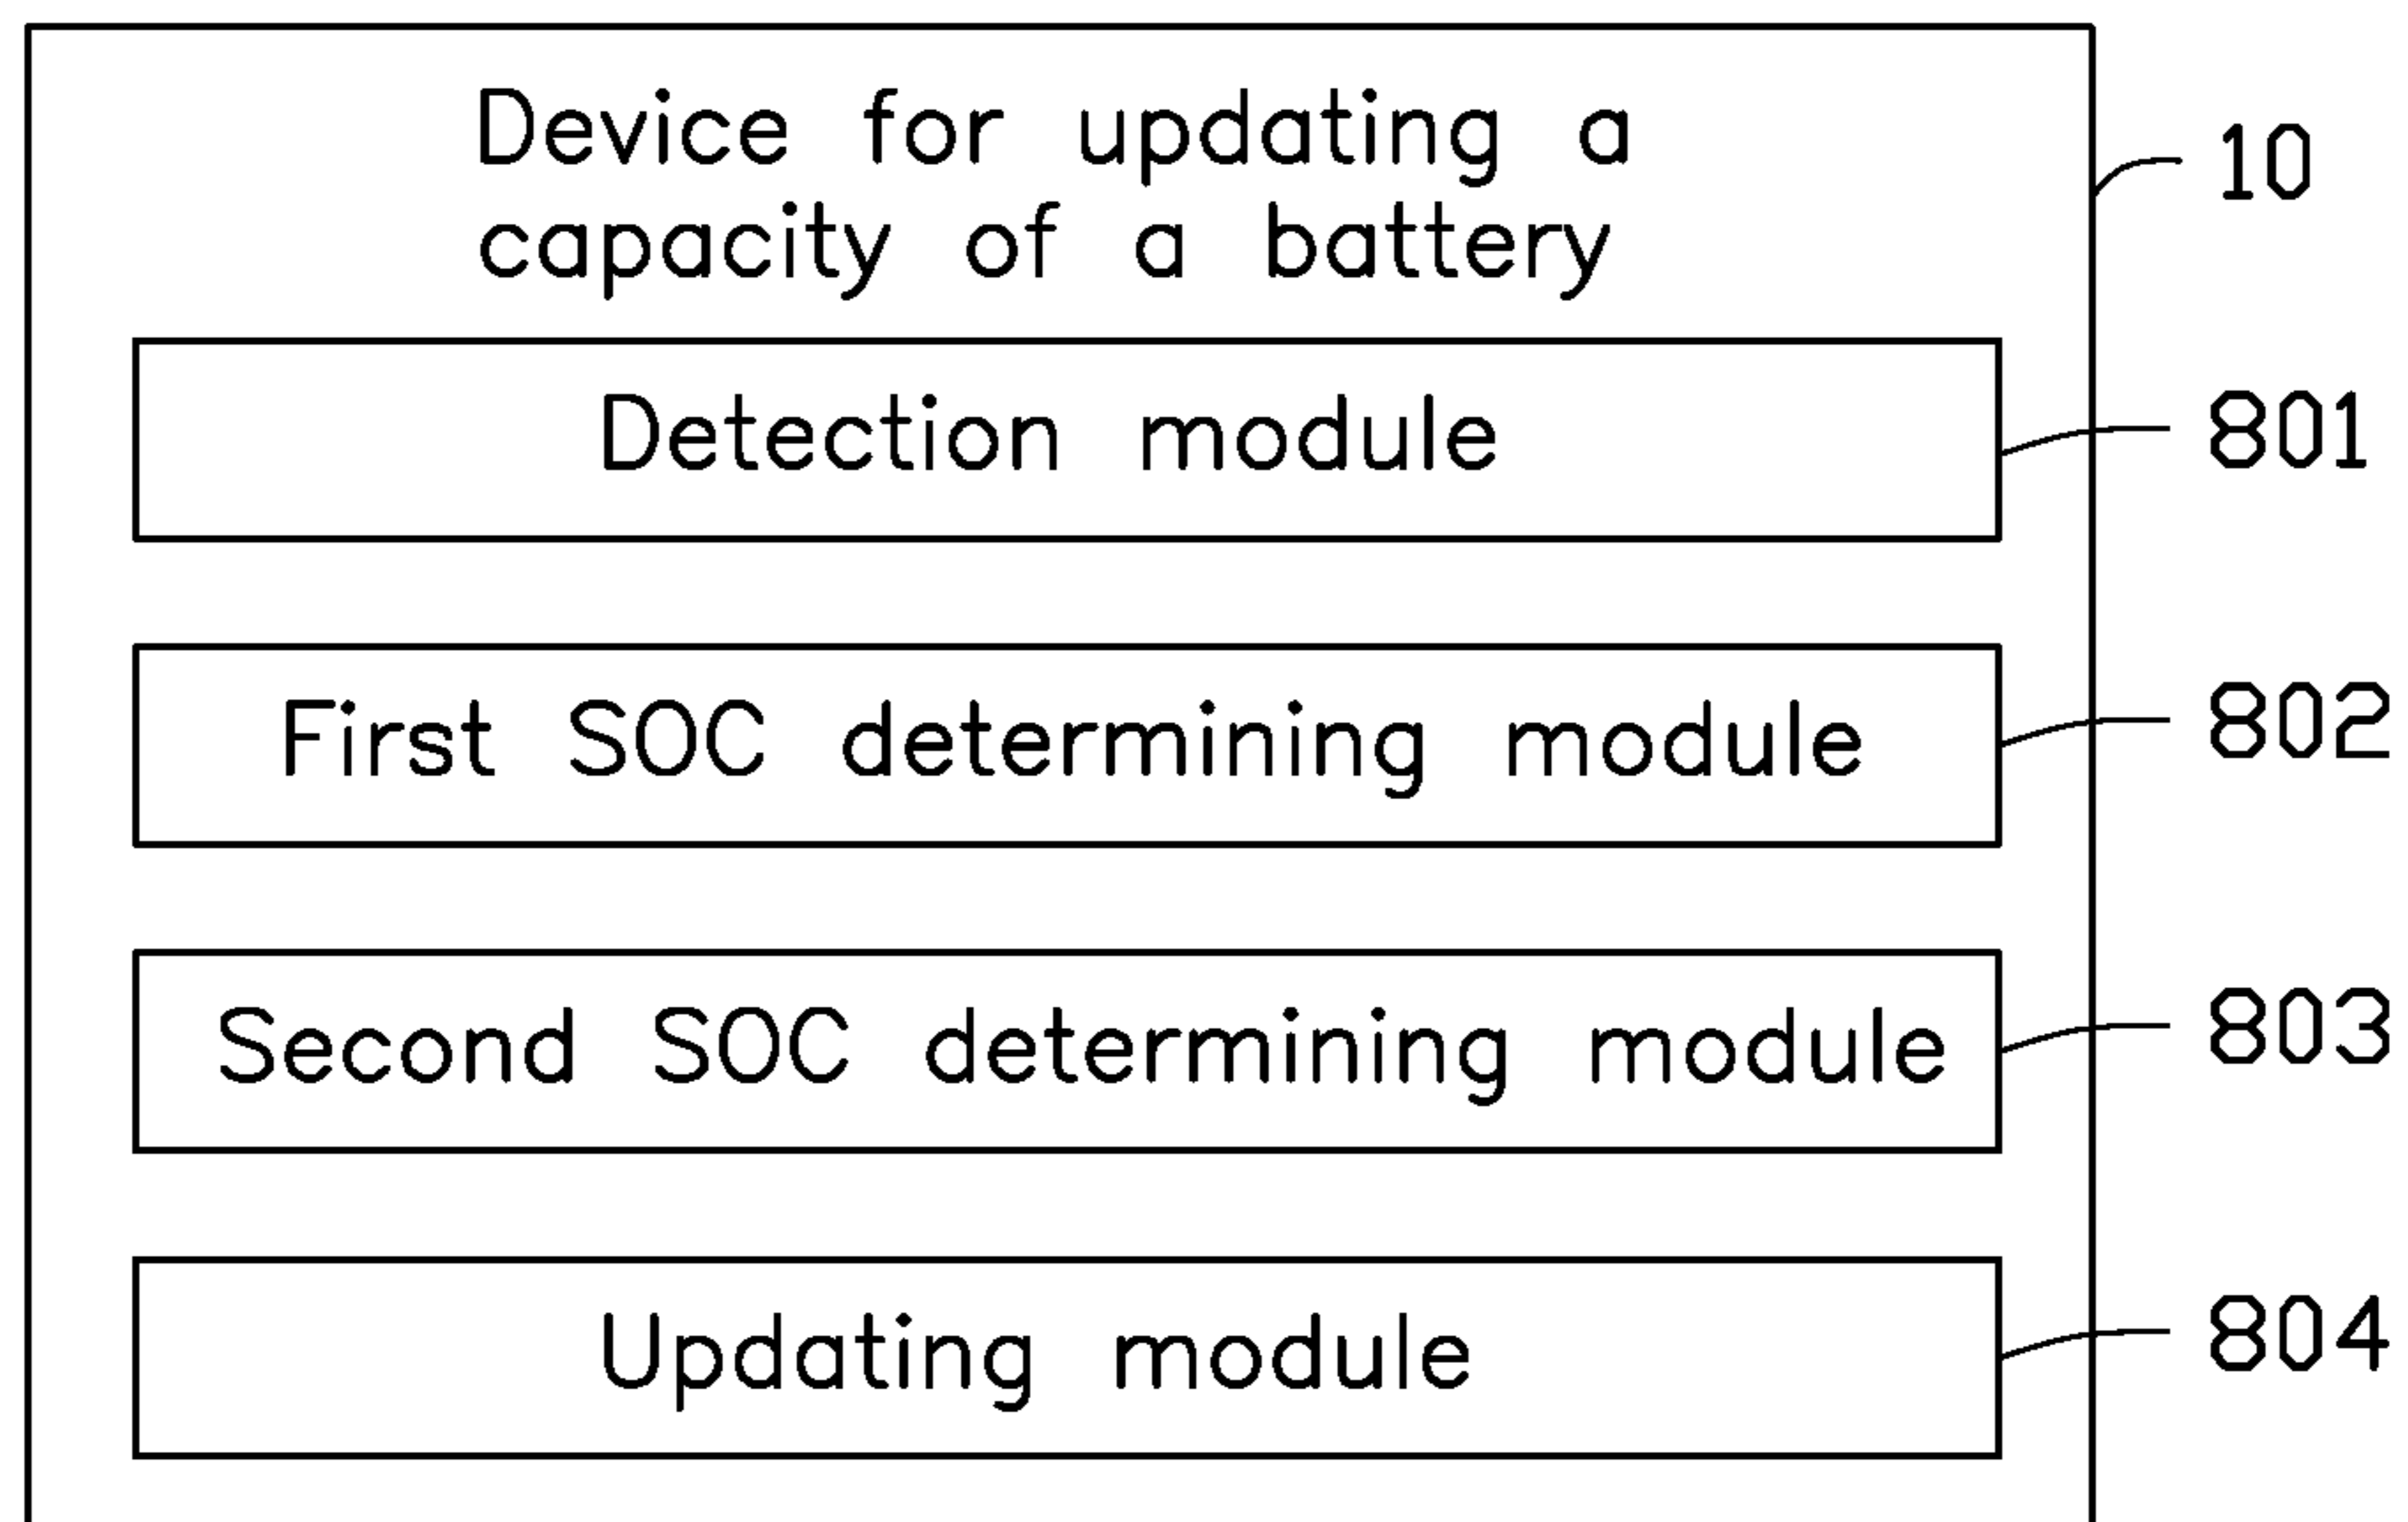 Device for updating a
capacity of a battery
10
Detection module
801
First SOC determining module
802
Second SOC determining module
803
Updating module
804